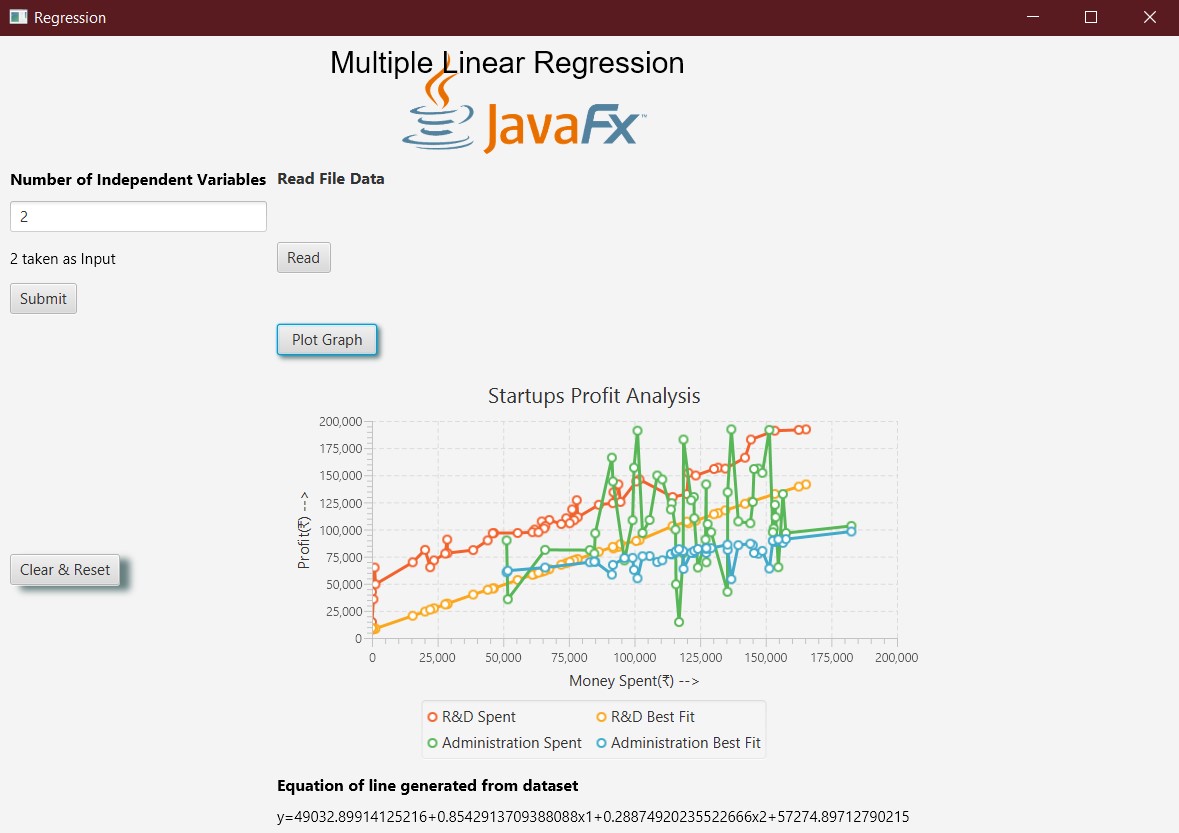 Regression
Multiple Linear Regression
JavaFx™
Number of Independent Variables
Read File Data
2
2 taken as Input
Read
Submit
Plot Graph
Clear & Reset
Startups Profit Analysis
200,000
175,000
150,000
125,000
100,000
75,000
50,000
25,000
0
Profit(₹) -->
0 25,000 50,000 75,000 100,000 125,000 150,000 175,000 200,000
Money Spent(₹) -->
R&D Spent R&D Best Fit
Administration Spent Administration Best Fit
Equation of line generated from dataset
y=49032.89914125216+0.8542913709388088x1+0.28874920235522666x2+57274.89712790215